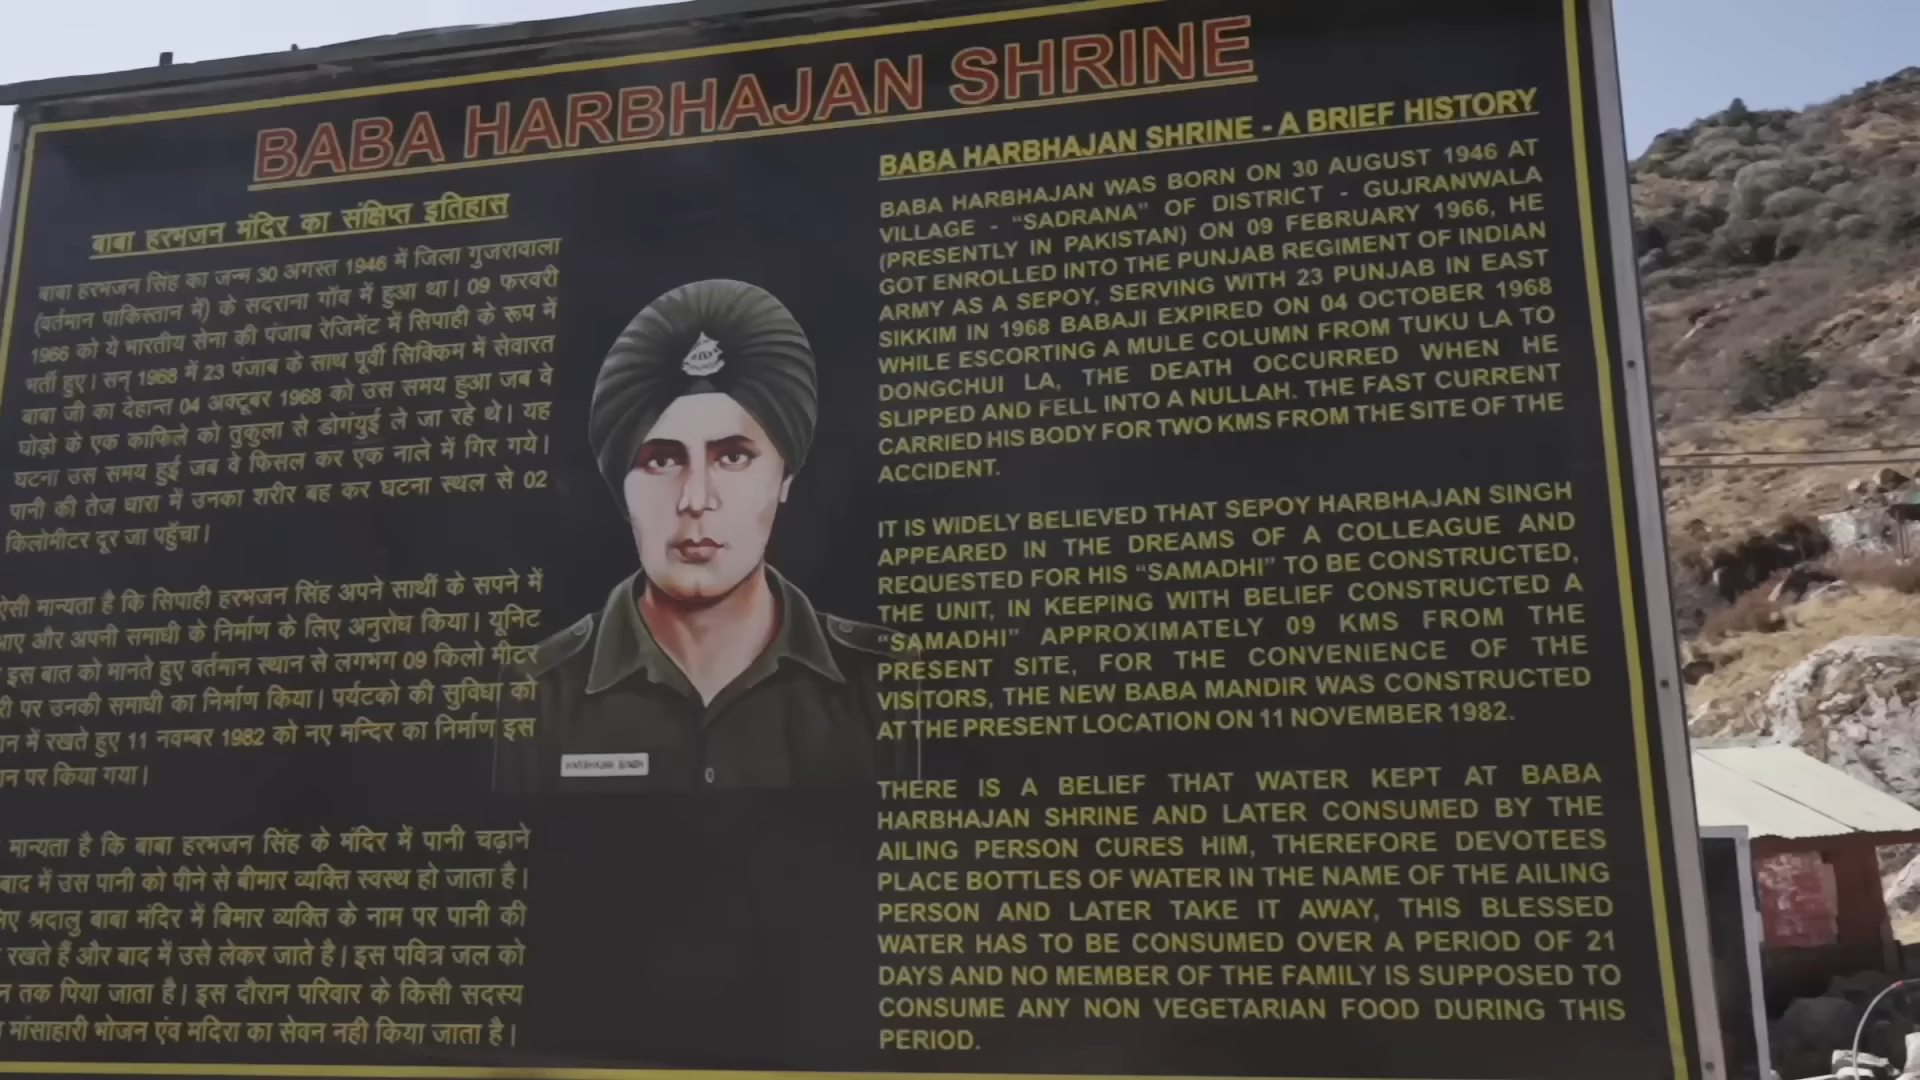 BABA HARBHAJAN SHRINE
बाबा हरभजन मंदिर का संक्षिप्त इतिहास
बाबा हरभजन सिंह का जन्म 30 अगस्त 1946 में जिला गुजरावाला
(वर्तमान पाकिस्तान में) के सदराना गॉव में हुआ था। 09 फरवरी
1966 को ये भारतीय सेना की पंजाब रेजिमेंट में सिपाही के रूप में
भर्ती हुए। सन् 1968 में 23 पंजाब के साथ पूर्वी सिक्किम में सेवारत
बाबा जी का देहान्त 04 अक्टूबर 1968 को उस समय हुआ जब वे
घोड़ो के एक काफिले को तुकुला से डोगंयुई ले जा रहे थे। यह
घटना उस समय हुई जब वे फिसल कर एक नाले में गिर गये।
पानी की तेज धारा में उनका शरीर बह कर घटना स्थल से 02
किलोमीटर दूर जा पहुँचा।
ऐसी मान्यता है कि सिपाही हरभजन सिंह अपने साथीं के सपने में
आए और अपनी समाधी के निर्माण के लिए अनुरोध किया। यूनिट
इस बात को मानते हुए वर्तमान स्थान से लगभग 09 किलो मीटर
पर उनकी समाधी का निर्माण किया। पर्यटको की सुविधा को
में रखते हुए 11 नवम्बर 1982 को नए मन्दिर का निर्माण इस
पर किया गया।
मान्यता है कि बाबा हरभजन सिंह के मंदिर में पानी चढ़ाने
बाद में उस पानी को पीने से बीमार व्यक्ति स्वस्थ हो जाता है।
श्रदालु बाबा मंदिर में बिमार व्यक्ति के नाम पर पानी की
रखते हैं और बाद में उसे लेकर जाते है। इस पवित्र जल को
तक पिया जाता है। इस दौरान परिवार के किसी सदस्य
मांसाहारी भोजन एंव मदिरा का सेवन नही किया जाता है।
HARBHAJAN SINGH
BABA HARBHAJAN SHRINE - A BRIEF HISTORY
BABA HARBHAJAN WAS BORN ON 30 AUGUST 1946 AT
VILLAGE - “SADRANA” OF DISTRICT - GUJRANWALA
(PRESENTLY IN PAKISTAN) ON 09 FEBRUARY 1966, HE
GOT ENROLLED INTO THE PUNJAB REGIMENT OF INDIAN
ARMY AS A SEPOY, SERVING WITH 23 PUNJAB IN EAST
SIKKIM IN 1968 BABAJI EXPIRED ON 04 OCTOBER 1968
WHILE ESCORTING A MULE COLUMN FROM TUKU LA TO
DONGCHUI LA, THE DEATH OCCURRED WHEN HE
SLIPPED AND FELL INTO A NULLAH. THE FAST CURRENT
CARRIED HIS BODY FOR TWO KMS FROM THE SITE OF THE
ACCIDENT.
IT IS WIDELY BELIEVED THAT SEPOY HARBHAJAN SINGH
APPEARED IN THE DREAMS OF A COLLEAGUE AND
REQUESTED FOR HIS “SAMADHI” TO BE CONSTRUCTED,
THE UNIT, IN KEEPING WITH BELIEF CONSTRUCTED A
“SAMADHI” APPROXIMATELY 09 KMS FROM THE
PRESENT SITE, FOR THE CONVENIENCE OF THE
VISITORS, THE NEW BABA MANDIR WAS CONSTRUCTED
AT THE PRESENT LOCATION ON 11 NOVEMBER 1982.
THERE IS A BELIEF THAT WATER KEPT AT BABA
HARBHAJAN SHRINE AND LATER CONSUMED BY THE
AILING PERSON CURES HIM, THEREFORE DEVOTEES
PLACE BOTTLES OF WATER IN THE NAME OF THE AILING
PERSON AND LATER TAKE IT AWAY, THIS BLESSED
WATER HAS TO BE CONSUMED OVER A PERIOD OF 21
DAYS AND NO MEMBER OF THE FAMILY IS SUPPOSED TO
CONSUME ANY NON VEGETARIAN FOOD DURING THIS
PERIOD.